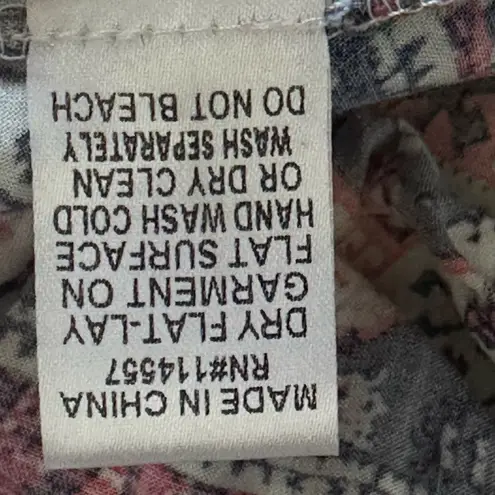 MADE IN CHINA
RN#114557
DRY FLAT-LAY
GARMENT ON
FLAT SURFACE
HAND WASH COLD
OR DRY CLEAN
WASH SEPARATELY
DO NOT BLEACH